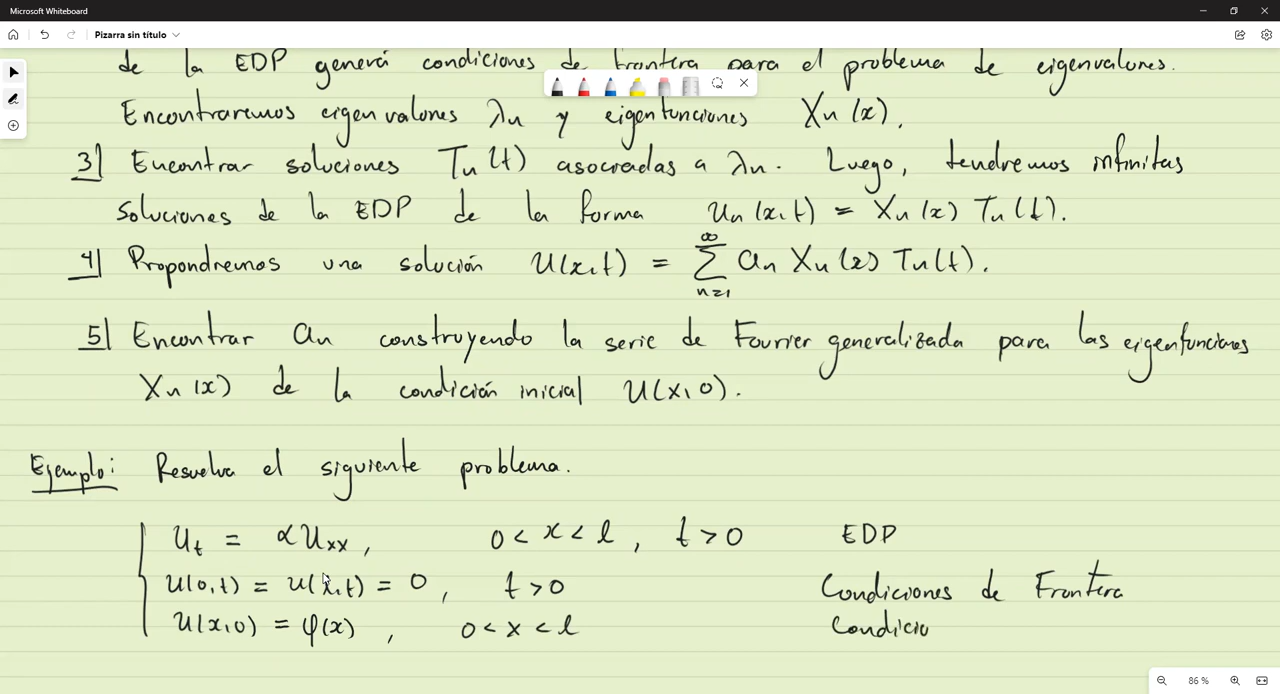 Microsoft Whiteboard
Pizarra sin título
de la EDP genera condiciones de frontera para el problema de eigenvalores.
Encontraremos eigenvalores λn y eigenfunciones Xn(x).
3) Encontrar soluciones Tn(t) asociadas a λn. Luego, tendremos infinitas
soluciones de la EDP de la forma un(x,t) = Xn(x) Tn(t).
4) Propondremos una solución u(x,t) = ∑_{n=1}^{∞} an Xn(x) Tn(t).
5) Encontrar an construyendo la serie de Fourier generalizada para las eigenfunciones
Xn(x) de la condición inicial u(x,0).
Ejemplo: Resuelva el siguiente problema.
ut = αuxx, 0 < x < l, t > 0 EDP
u(0,t) = u(l,t) = 0, t > 0 Condiciones de Frontera
u(x,0) = φ(x), 0 < x < l Condicio
86 %